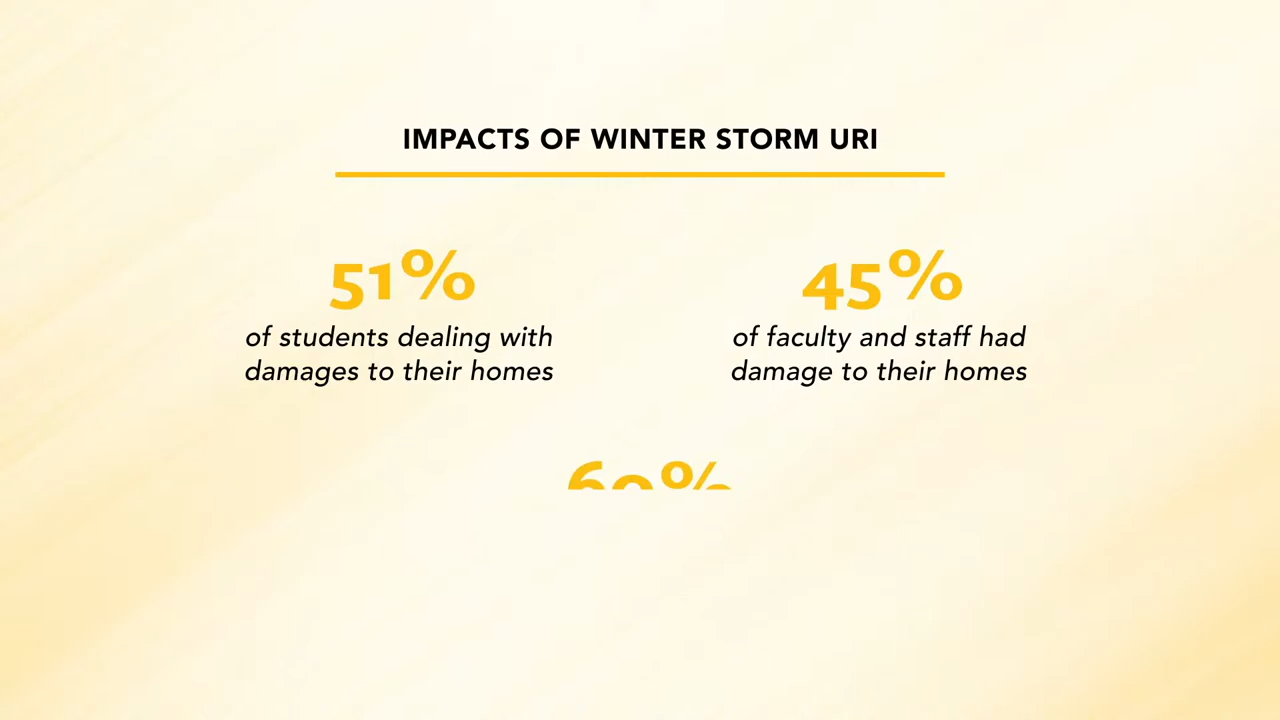 IMPACTS OF WINTER STORM URI
51%
45%
of students dealing with
damages to their homes
of faculty and staff had
damage to their homes